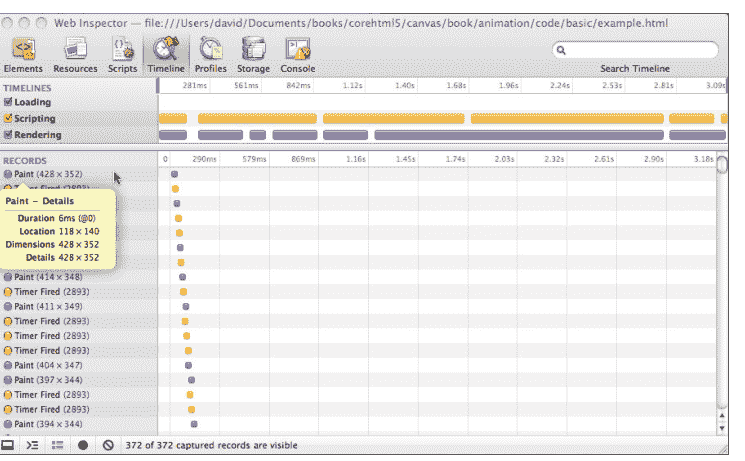 Web Inspector — file:///Users/david/Documents/books/corehtml5/canvas/book/animation/code/basic/example.html
Elements Resources Scripts Timeline Profiles Storage Console
Search Timeline
TIMELINES 281ms 561ms 842ms 1.12s 1.40s 1.68s 1.96s 2.24s 2.53s 2.81s 3.09s
Loading
Scripting
Rendering
RECORDS 0 290ms 579ms 869ms 1.16s 1.45s 1.74s 2.03s 2.32s 2.61s 2.90s 3.18s
Paint (428 × 352)
Timer Fired (2893)
Paint – Details
Duration 6ms (@0)
Location 118 × 140
Dimensions 428 × 352
Details 428 × 352
Paint (414 × 348)
Timer Fired (2893)
Paint (411 × 349)
Timer Fired (2893)
Timer Fired (2893)
Timer Fired (2893)
Paint (404 × 347)
Paint (397 × 344)
Timer Fired (2893)
Timer Fired (2893)
Paint (394 × 344)
372 of 372 captured records are visible